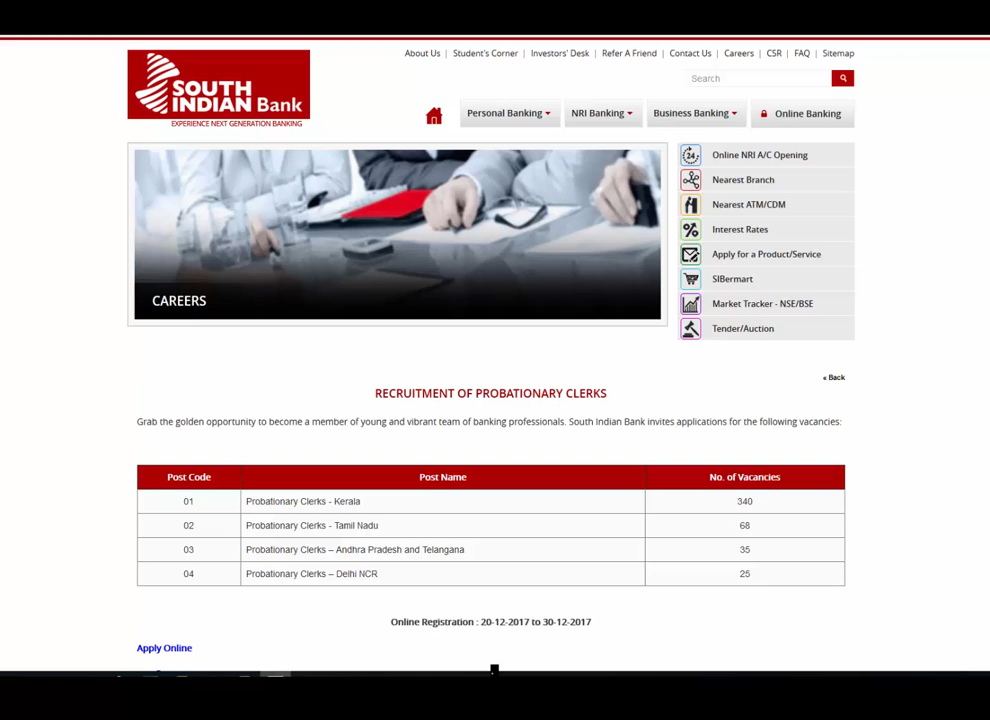 About Us | Student's Corner | Investors' Desk | Refer A Friend | Contact Us | Careers | CSR | FAQ | Sitemap
SOUTH
INDIAN Bank
EXPERIENCE NEXT GENERATION BANKING
Search
Personal Banking
NRI Banking
Business Banking
Online Banking
CAREERS
24
Online NRI A/C Opening
Nearest Branch
Nearest ATM/CDM
Interest Rates
Apply for a Product/Service
SIBermart
Market Tracker - NSE/BSE
Tender/Auction
« Back
RECRUITMENT OF PROBATIONARY CLERKS
Grab the golden opportunity to become a member of young and vibrant team of banking professionals. South Indian Bank invites applications for the following vacancies:
Post Code Post Name No. of Vacancies
01 Probationary Clerks - Kerala 340
02 Probationary Clerks - Tamil Nadu 68
03 Probationary Clerks – Andhra Pradesh and Telangana 35
04 Probationary Clerks – Delhi NCR 25
Online Registration : 20-12-2017 to 30-12-2017
Apply Online